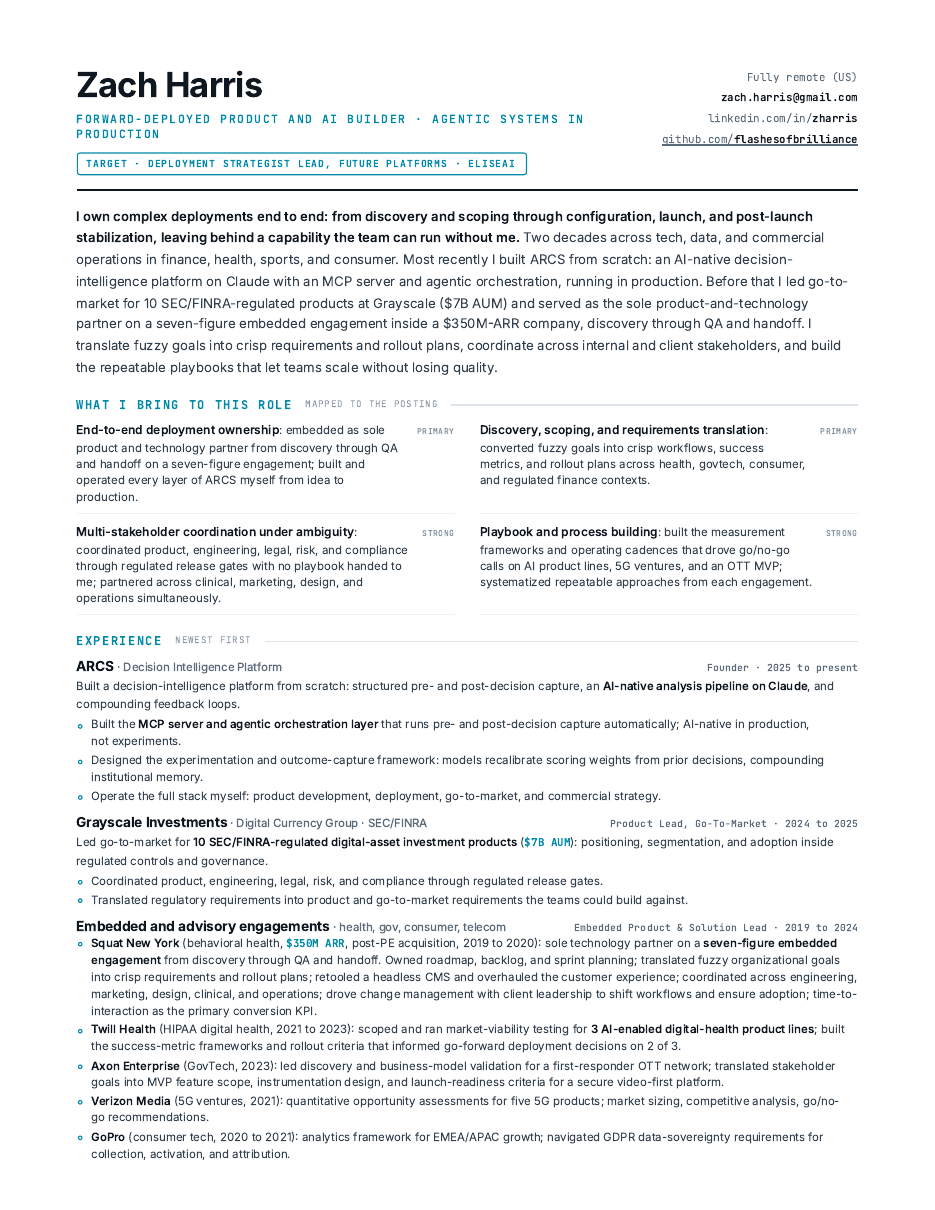 Zach Harris
FORWARD-DEPLOYED PRODUCT AND AI BUILDER · AGENTIC SYSTEMS IN
PRODUCTION
TARGET · DEPLOYMENT STRATEGIST LEAD, FUTURE PLATFORMS · ELISEAI
Fully remote (US)
zach.harris@gmail.com
linkedin.com/in/zharris
github.com/flashesofbrilliance
I own complex deployments end to end: from discovery and scoping through configuration, launch, and post-launch
stabilization, leaving behind a capability the team can run without me. Two decades across tech, data, and commercial
operations in finance, health, sports, and consumer. Most recently I built ARCS from scratch: an AI-native decision-
intelligence platform on Claude with an MCP server and agentic orchestration, running in production. Before that I led go-to-
market for 10 SEC/FINRA-regulated products at Grayscale ($7B AUM) and served as the sole product-and-technology
partner on a seven-figure embedded engagement inside a $350M-ARR company, discovery through QA and handoff. I
translate fuzzy goals into crisp requirements and rollout plans, coordinate across internal and client stakeholders, and build
the repeatable playbooks that let teams scale without losing quality.
WHAT I BRING TO THIS ROLE MAPPED TO THE POSTING
End-to-end deployment ownership: embedded as sole PRIMARY
product and technology partner from discovery through QA
and handoff on a seven-figure engagement; built and
operated every layer of ARCS myself from idea to
production.
Discovery, scoping, and requirements translation: PRIMARY
converted fuzzy goals into crisp workflows, success
metrics, and rollout plans across health, govtech, consumer,
and regulated finance contexts.
Multi-stakeholder coordination under ambiguity: STRONG
coordinated product, engineering, legal, risk, and compliance
through regulated release gates with no playbook handed to
me; partnered across clinical, marketing, design, and
operations simultaneously.
Playbook and process building: built the measurement STRONG
frameworks and operating cadences that drove go/no-go
calls on AI product lines, 5G ventures, and an OTT MVP;
systematized repeatable approaches from each engagement.
EXPERIENCE NEWEST FIRST
ARCS · Decision Intelligence Platform Founder · 2025 to present
Built a decision-intelligence platform from scratch: structured pre- and post-decision capture, an AI-native analysis pipeline on Claude, and
compounding feedback loops.
Built the MCP server and agentic orchestration layer that runs pre- and post-decision capture automatically; AI-native in production,
not experiments.
Designed the experimentation and outcome-capture framework: models recalibrate scoring weights from prior decisions, compounding
institutional memory.
Operate the full stack myself: product development, deployment, go-to-market, and commercial strategy.
Grayscale Investments · Digital Currency Group · SEC/FINRA Product Lead, Go-To-Market · 2024 to 2025
Led go-to-market for 10 SEC/FINRA-regulated digital-asset investment products ($7B AUM): positioning, segmentation, and adoption inside
regulated controls and governance.
Coordinated product, engineering, legal, risk, and compliance through regulated release gates.
Translated regulatory requirements into product and go-to-market requirements the teams could build against.
Embedded and advisory engagements · health, gov, consumer, telecom Embedded Product & Solution Lead · 2019 to 2024
Squat New York (behavioral health, $350M ARR, post-PE acquisition, 2019 to 2020): sole technology partner on a seven-figure embedded
engagement from discovery through QA and handoff. Owned roadmap, backlog, and sprint planning; translated fuzzy organizational goals
into crisp requirements and rollout plans; retooled a headless CMS and overhauled the customer experience; coordinated across engineering,
marketing, design, clinical, and operations; drove change management with client leadership to shift workflows and ensure adoption; time-to-
interaction as the primary conversion KPI.
Twill Health (HIPAA digital health, 2021 to 2023): scoped and ran market-viability testing for 3 AI-enabled digital-health product lines; built
the success-metric frameworks and rollout criteria that informed go-forward deployment decisions on 2 of 3.
Axon Enterprise (GovTech, 2023): led discovery and business-model validation for a first-responder OTT network; translated stakeholder
goals into MVP feature scope, instrumentation design, and launch-readiness criteria for a secure video-first platform.
Verizon Media (5G ventures, 2021): quantitative opportunity assessments for five 5G products; market sizing, competitive analysis, go/no-
go recommendations.
GoPro (consumer tech, 2020 to 2021): analytics framework for EMEA/APAC growth; navigated GDPR data-sovereignty requirements for
collection, activation, and attribution.